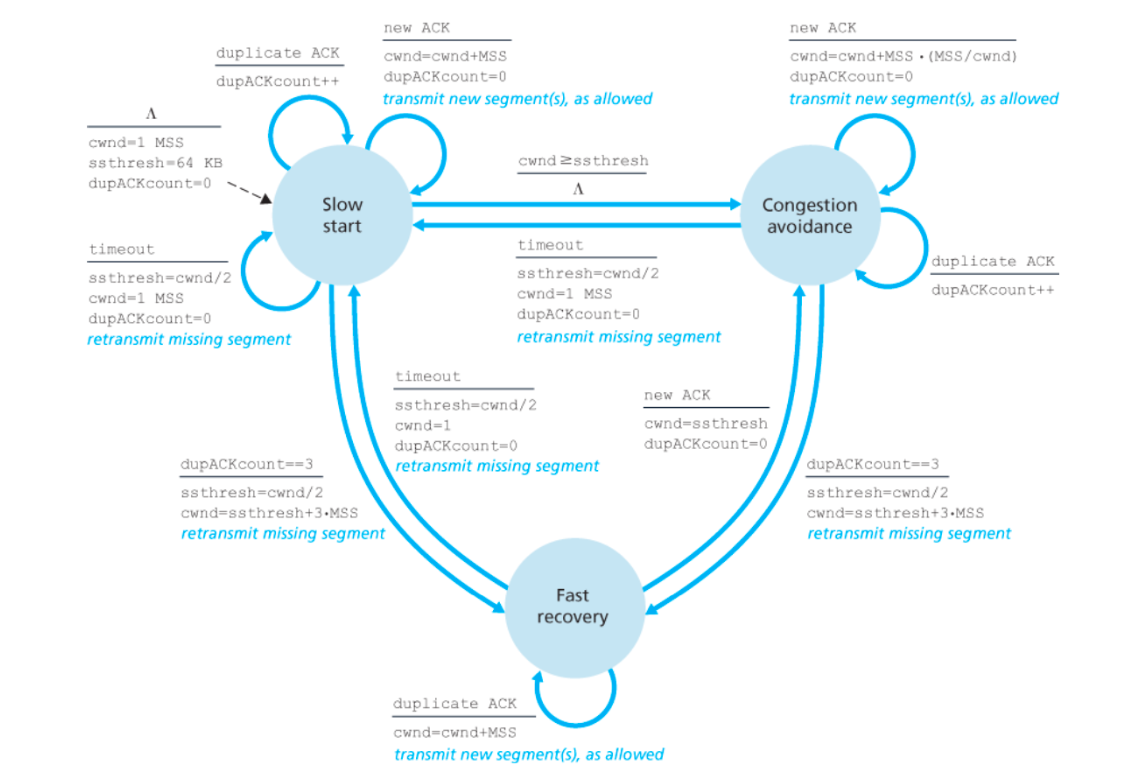 new ACK
cwnd=cwnd+MSS
dupACKcount=0
transmit new segment(s), as allowed
new ACK
cwnd=cwnd+MSS•(MSS/cwnd)
dupACKcount=0
transmit new segment(s), as allowed
duplicate ACK
dupACKcount++
Λ
cwnd=1 MSS
ssthresh=64 KB
dupACKcount=0
cwnd≥ssthresh
Λ
Slow
start
Congestion
avoidance
timeout
ssthresh=cwnd/2
cwnd=1 MSS
dupACKcount=0
retransmit missing segment
timeout
ssthresh=cwnd/2
cwnd=1 MSS
dupACKcount=0
retransmit missing segment
duplicate ACK
dupACKcount++
timeout
ssthresh=cwnd/2
cwnd=1
dupACKcount=0
retransmit missing segment
new ACK
cwnd=ssthresh
dupACKcount=0
dupACKcount==3
ssthresh=cwnd/2
cwnd=ssthresh+3•MSS
retransmit missing segment
dupACKcount==3
ssthresh=cwnd/2
cwnd=ssthresh+3•MSS
retransmit missing segment
Fast
recovery
duplicate ACK
cwnd=cwnd+MSS
transmit new segment(s), as allowed